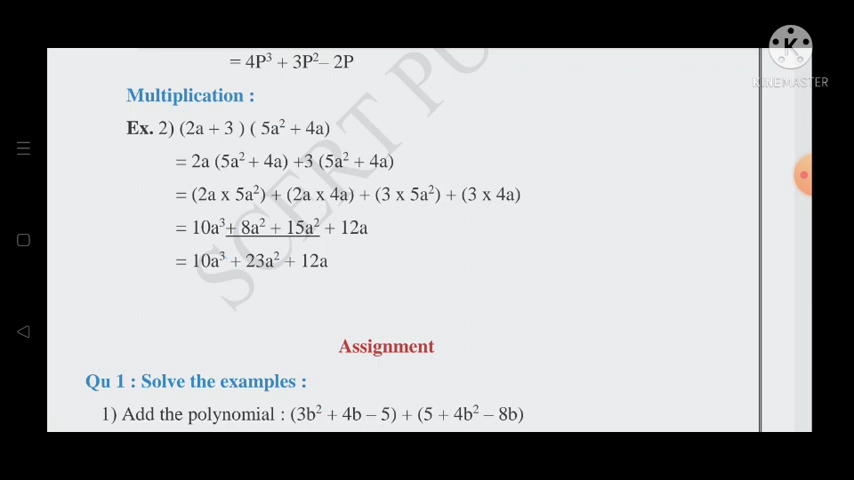 = 4P³ + 3P²– 2P
KINEMASTER
Multiplication :
Ex. 2) (2a + 3 ) ( 5a² + 4a)
= 2a (5a² + 4a) +3 (5a² + 4a)
= (2a x 5a²) + (2a x 4a) + (3 x 5a²) + (3 x 4a)
= 10a³+ 8a² + 15a² + 12a
= 10a³ + 23a² + 12a
SCERT PU
Assignment
Qu 1 : Solve the examples :
1) Add the polynomial : (3b² + 4b – 5) + (5 + 4b² – 8b)